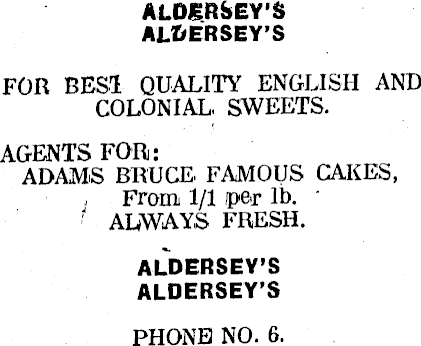 ALDERSEY'S
ALDERSEY'S
FOR BEST QUALITY ENGLISH AND
COLONIAL SWEETS.
AGENTS FOR:
ADAMS BRUCE FAMOUS CAKES,
From 1/1 per lb.
ALWAYS FRESH.
ALDERSEY'S
ALDERSEY'S
PHONE NO. 6.